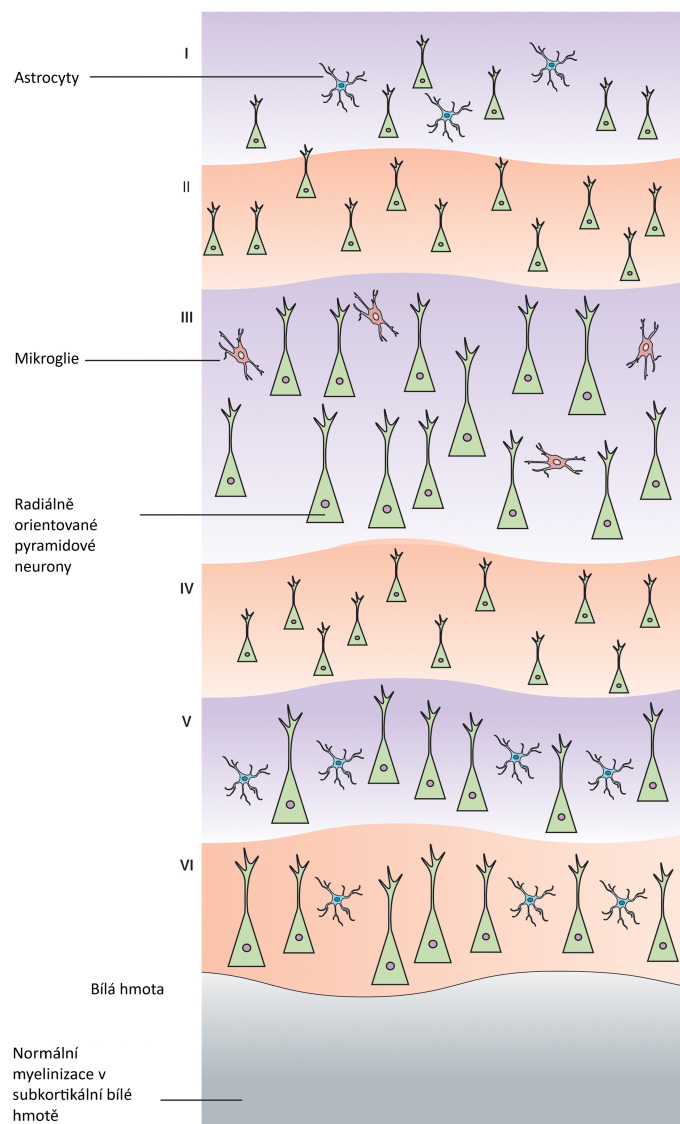 I
Astrocyty
II
III
Mikroglie
Radiálně
orientované
pyramidové
neurony
IV
V
VI
Bílá hmota
Normální
myelinizace v
subkortikální bílé
hmotě